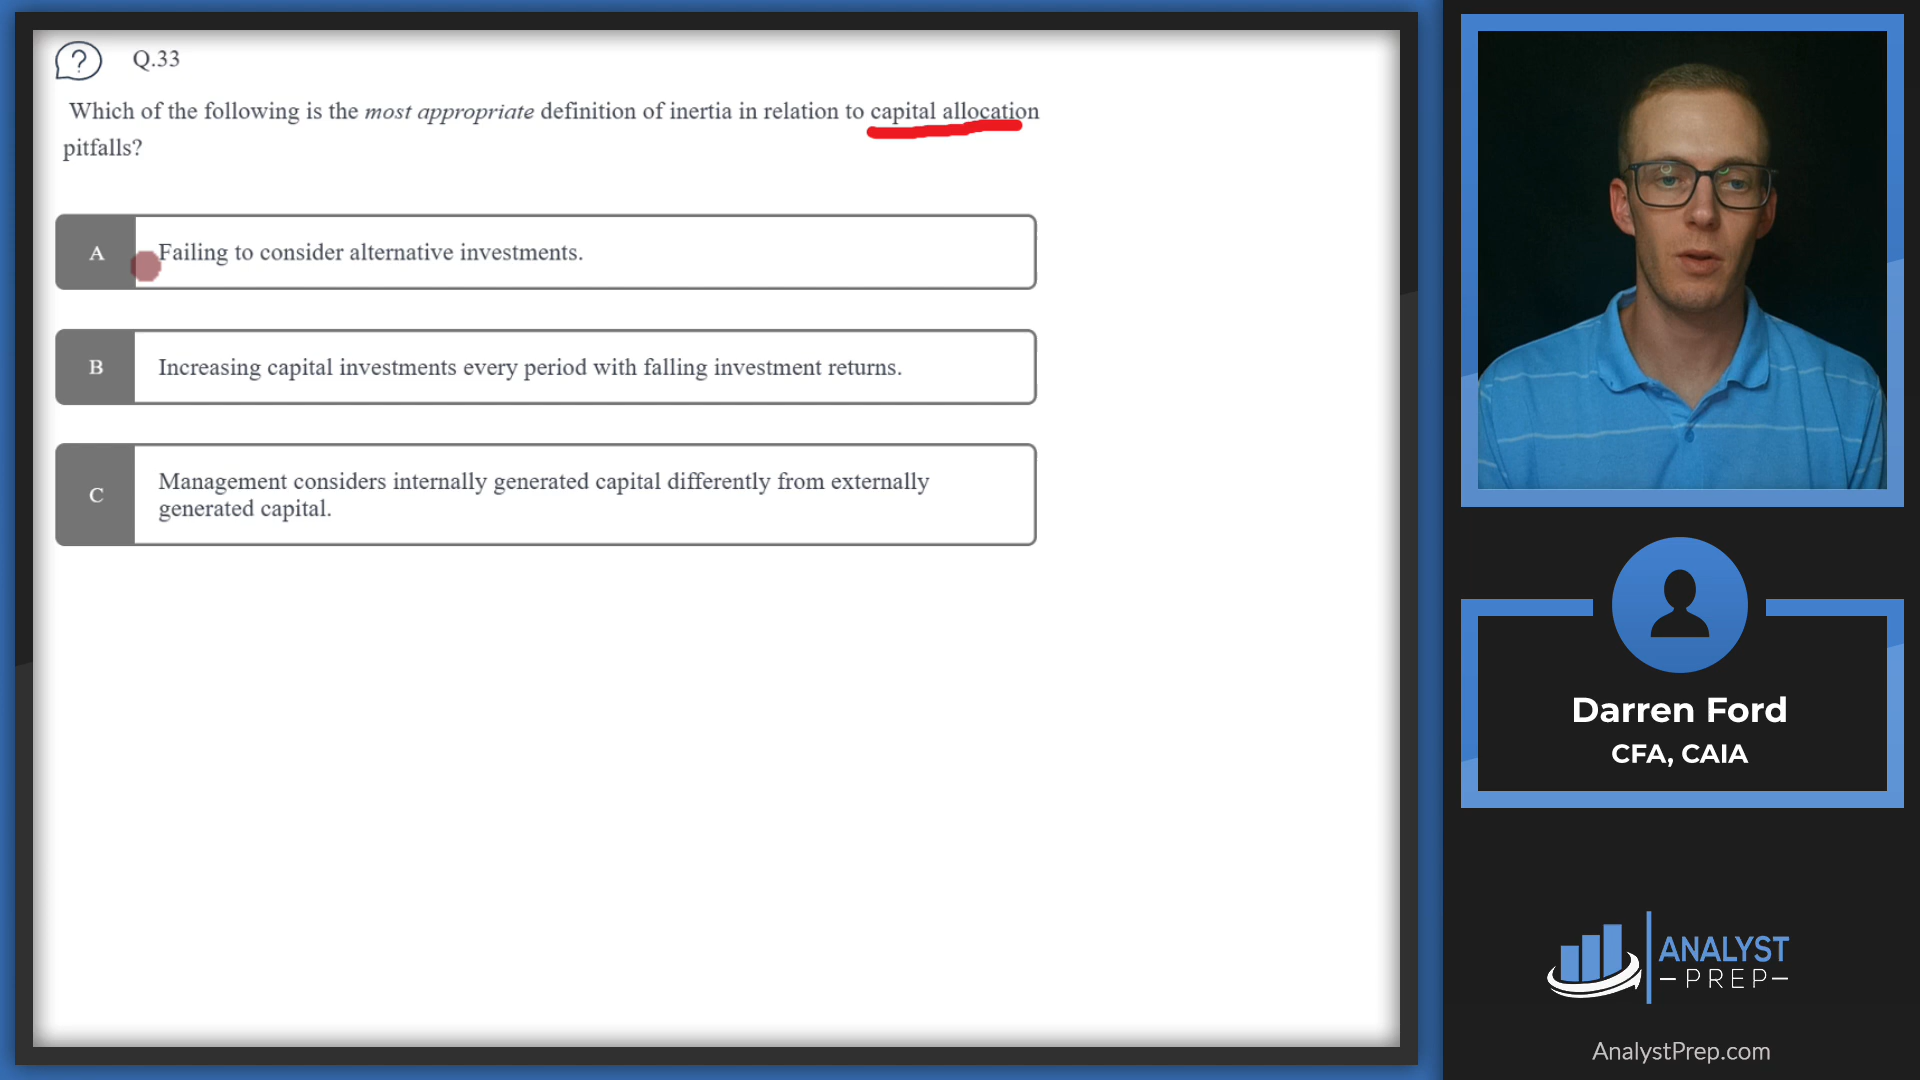 ?
Q.33
Which of the following is the most appropriate definition of inertia in relation to capital allocation
pitfalls?
A
Failing to consider alternative investments.
B
Increasing capital investments every period with falling investment returns.
C
Management considers internally generated capital differently from externally
generated capital.
Darren Ford
CFA, CAIA
ANALYST
PREP
AnalystPrep.com